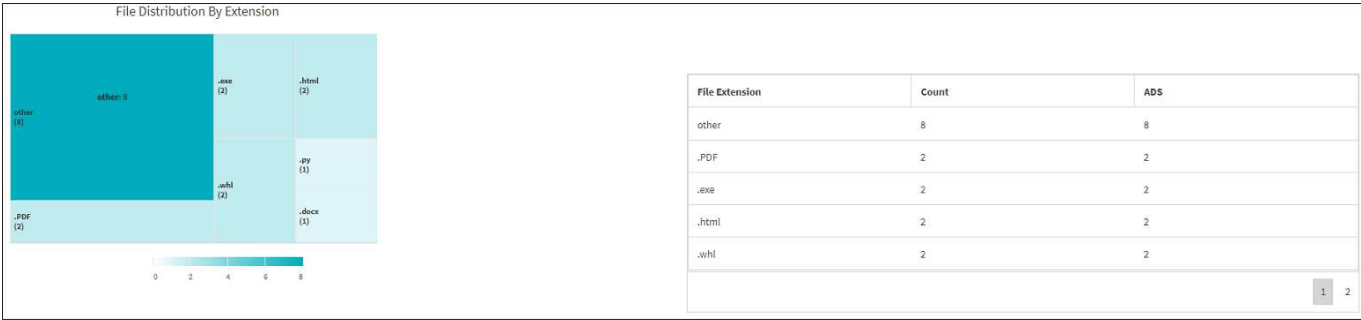 File Distribution By Extension
other: 8
other
(8)
.exe
(2)
.html
(2)
.whl
(2)
.py
(1)
.docx
(1)
.PDF
(2)
0 2 4 6 8
File Extension Count ADS
other 8 8
.PDF 2 2
.exe 2 2
.html 2 2
.whl 2 2
1 2